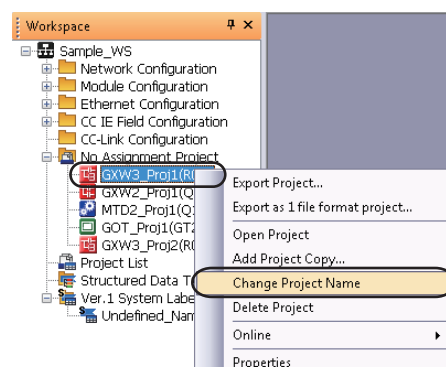 Workspace
Sample_WS
Network Configuration
Module Configuration
Ethernet Configuration
CC IE Field Configuration
CC-Link Configuration
No Assignment Project
GXW3_Proj1(R
GXW2_Proj1(Q
MTD2_Proj1(Q
GOT_Proj1(GT
GXW3_Proj2(R
Project List
Structured Data T
Ver.1 System Labe
Undefined_Nam
Export Project...
Export as 1 file format project...
Open Project
Add Project Copy...
Change Project Name
Delete Project
Online
Properties